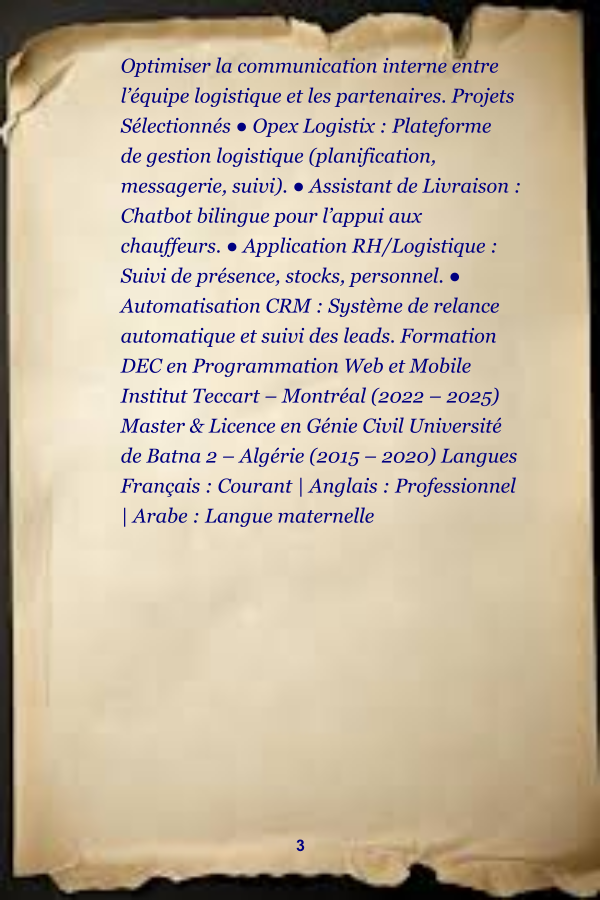 Optimiser la communication interne entre
l’équipe logistique et les partenaires. Projets
Sélectionnés ● Opex Logistix : Plateforme
de gestion logistique (planification,
messagerie, suivi). ● Assistant de Livraison :
Chatbot bilingue pour l’appui aux
chauffeurs. ● Application RH/Logistique :
Suivi de présence, stocks, personnel. ●
Automatisation CRM : Système de relance
automatique et suivi des leads. Formation
DEC en Programmation Web et Mobile
Institut Teccart – Montréal (2022 – 2025)
Master & Licence en Génie Civil Université
de Batna 2 – Algérie (2015 – 2020) Langues
Français : Courant | Anglais : Professionnel
| Arabe : Langue maternelle
3